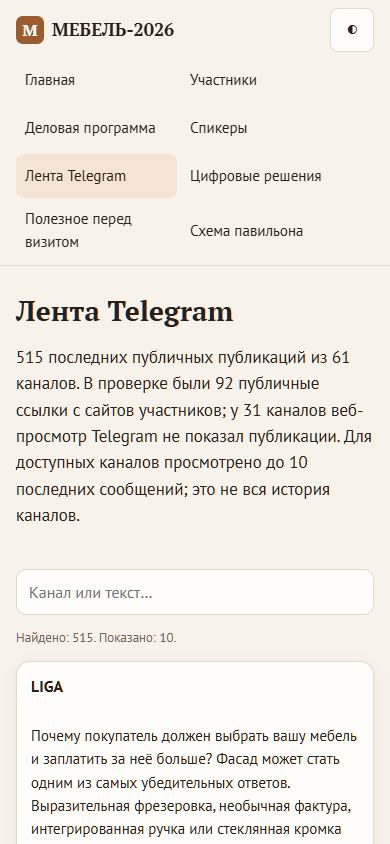 М МЕБЕЛЬ-2026
Главная Участники
Деловая программа Спикеры
Лента Telegram Цифровые решения
Полезное перед
визитом
Схема павильона
Лента Telegram
515 последних публичных публикаций из 61
каналов. В проверке были 92 публичные
ссылки с сайтов участников; у 31 каналов веб-
просмотр Telegram не показал публикации. Для
доступных каналов просмотрено до 10
последних сообщений; это не вся история
каналов.
Канал или текст...
Найдено: 515. Показано: 10.
LIGA
Почему покупатель должен выбрать вашу мебель
и заплатить за неё больше? Фасад может стать
одним из самых убедительных ответов.
Выразительная фрезеровка, необычная фактура,
интегрированная ручка или стеклянная кромка